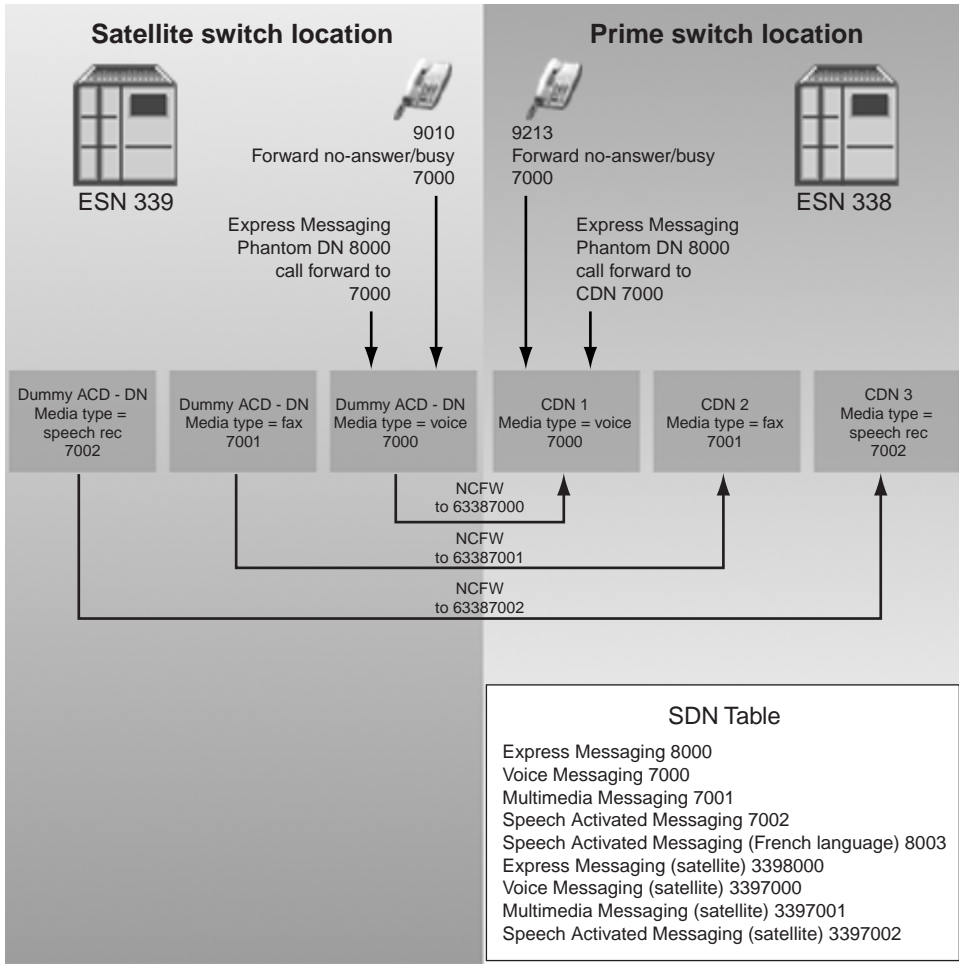 Satellite switch location
ESN 339
9010
Forward no-answer/busy
7000
Express Messaging
Phantom DN 8000
call forward to
7000
Prime switch location
9213
Forward no-answer/busy
7000
ESN 338
Express Messaging
Phantom DN 8000
call forward to
CDN 7000
Dummy ACD - DN
Media type =
speech rec
7002
Dummy ACD - DN
Media type = fax
7001
Dummy ACD - DN
Media type = voice
7000
CDN 1
Media type = voice
7000
CDN 2
Media type = fax
7001
CDN 3
Media type =
speech rec
7002
NCFW
to 63387000
NCFW
to 63387001
NCFW
to 63387002
SDN Table
Express Messaging 8000
Voice Messaging 7000
Multimedia Messaging 7001
Speech Activated Messaging 7002
Speech Activated Messaging (French language) 8003
Express Messaging (satellite) 3398000
Voice Messaging (satellite) 3397000
Multimedia Messaging (satellite) 3397001
Speech Activated Messaging (satellite) 3397002